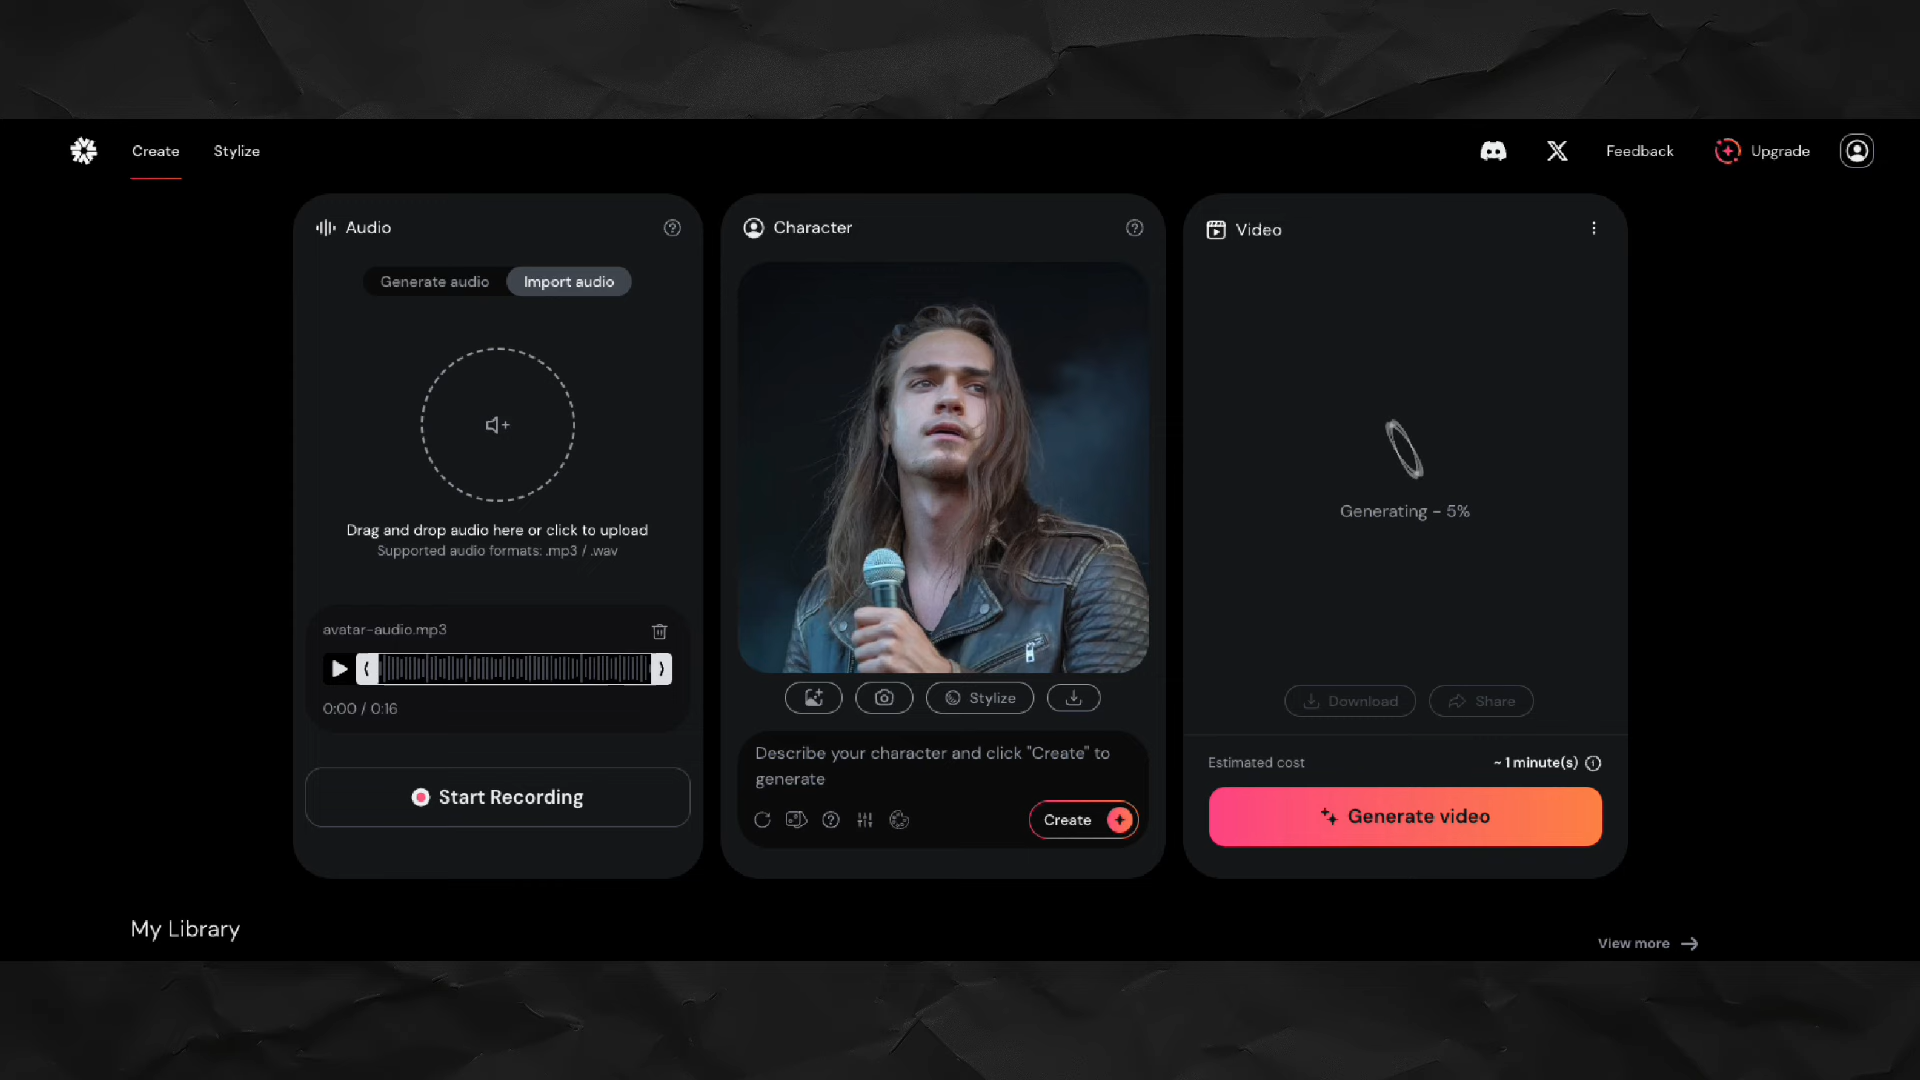 Create
Stylize
Feedback
Upgrade
Audio
Generate audio
Import audio
Drag and drop audio here or click to upload
Supported audio formats: .mp3 / .wav
avatar-audio.mp3
0:00 / 0:16
Start Recording
Character
Stylize
Describe your character and click "Create" to
generate
Create
Video
Generating - 5%
Download
Share
Estimated cost
~ 1 minute(s)
Generate video
My Library
View more